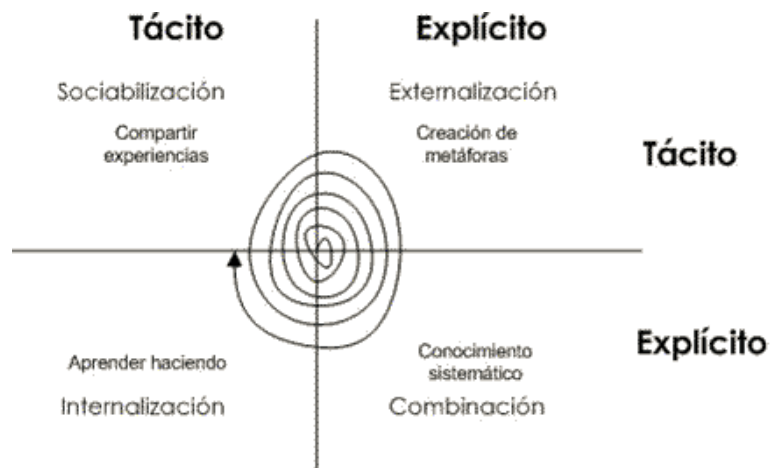 Tácito
Explícito
Sociabilización
Externalización
Compartir
experiencias
Creación de
metáforas
Tácito
Explícito
Aprender haciendo
Conocimiento
sistemático
Internalización
Combinación